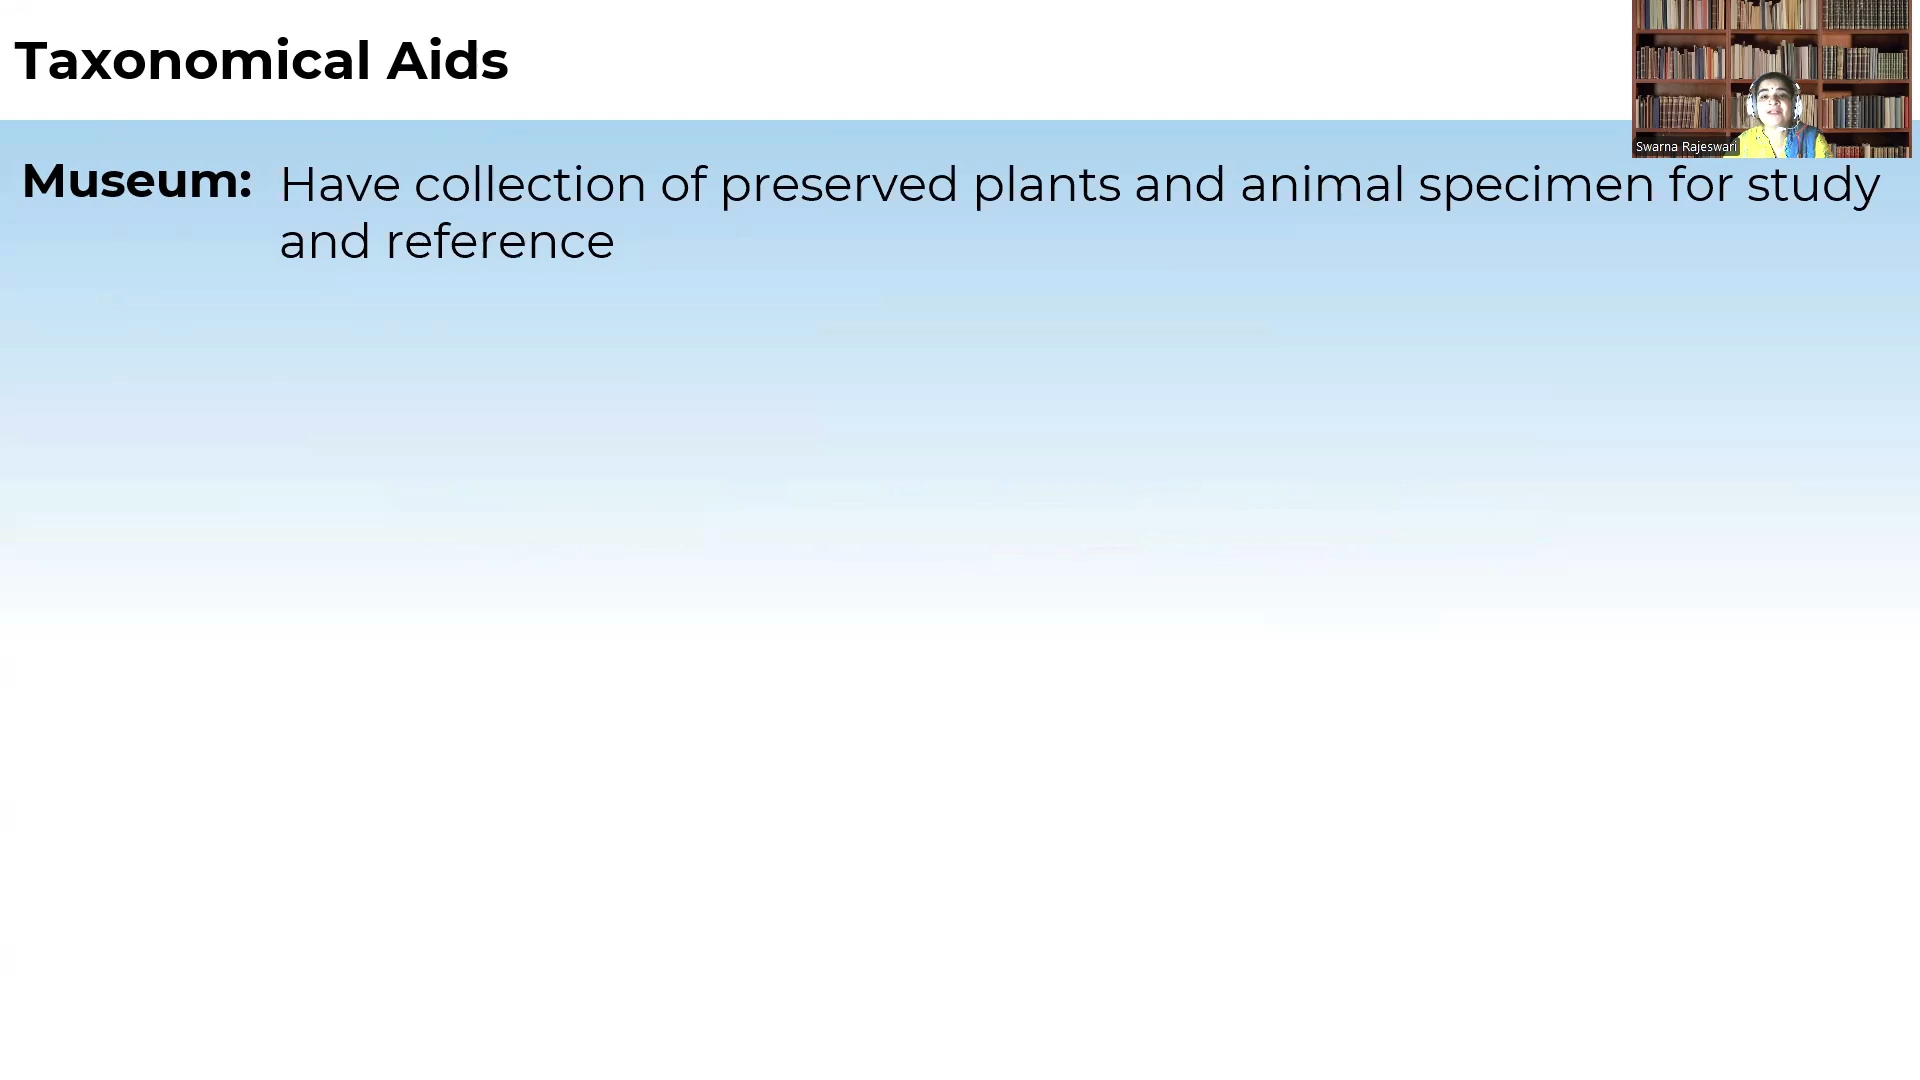 Taxonomical Aids
Swarna Rajeswari
Museum: Have collection of preserved plants and animal specimen for study
and reference